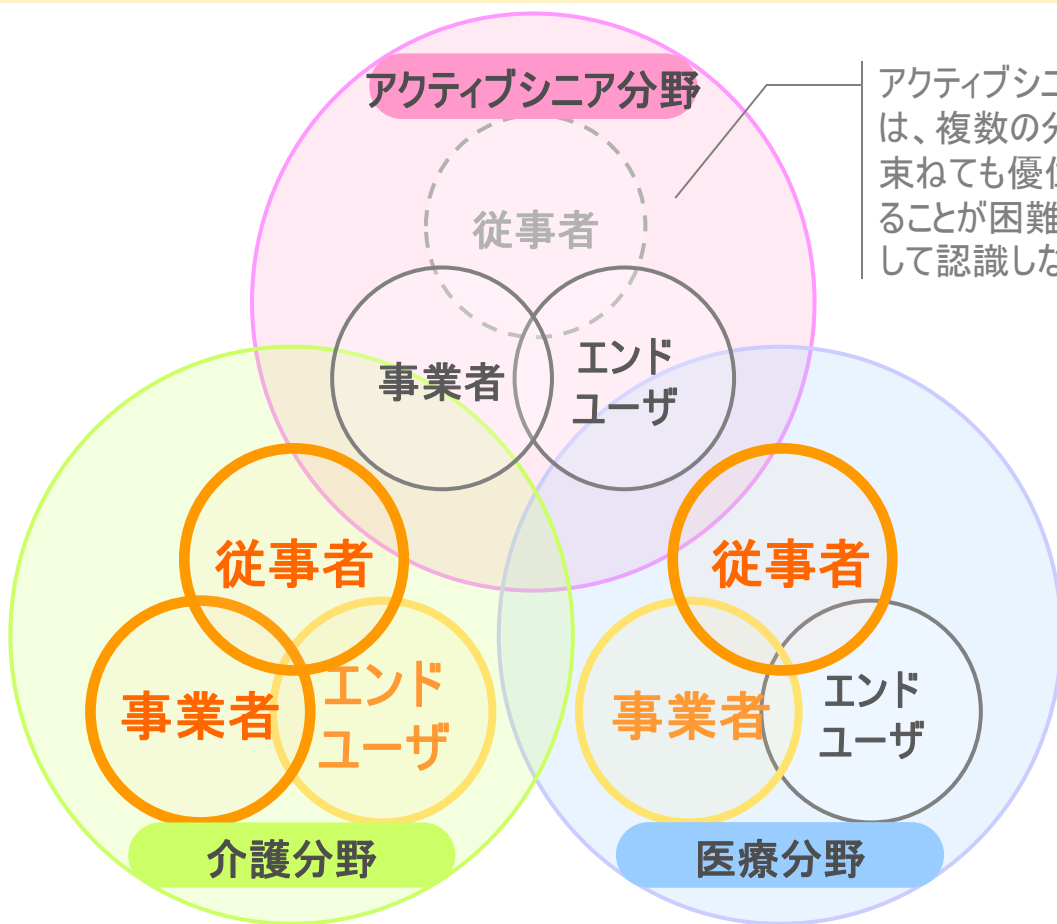 アクティブシニア分野
アクティブシニ
は、複数の分
束ねても優位
ることが困難
して認識しな
従事者
事業者
エンド
ユーザ
従事者
事業者
エンド
ユーザ
介護分野
従事者
事業者
エンド
ユーザ
医療分野